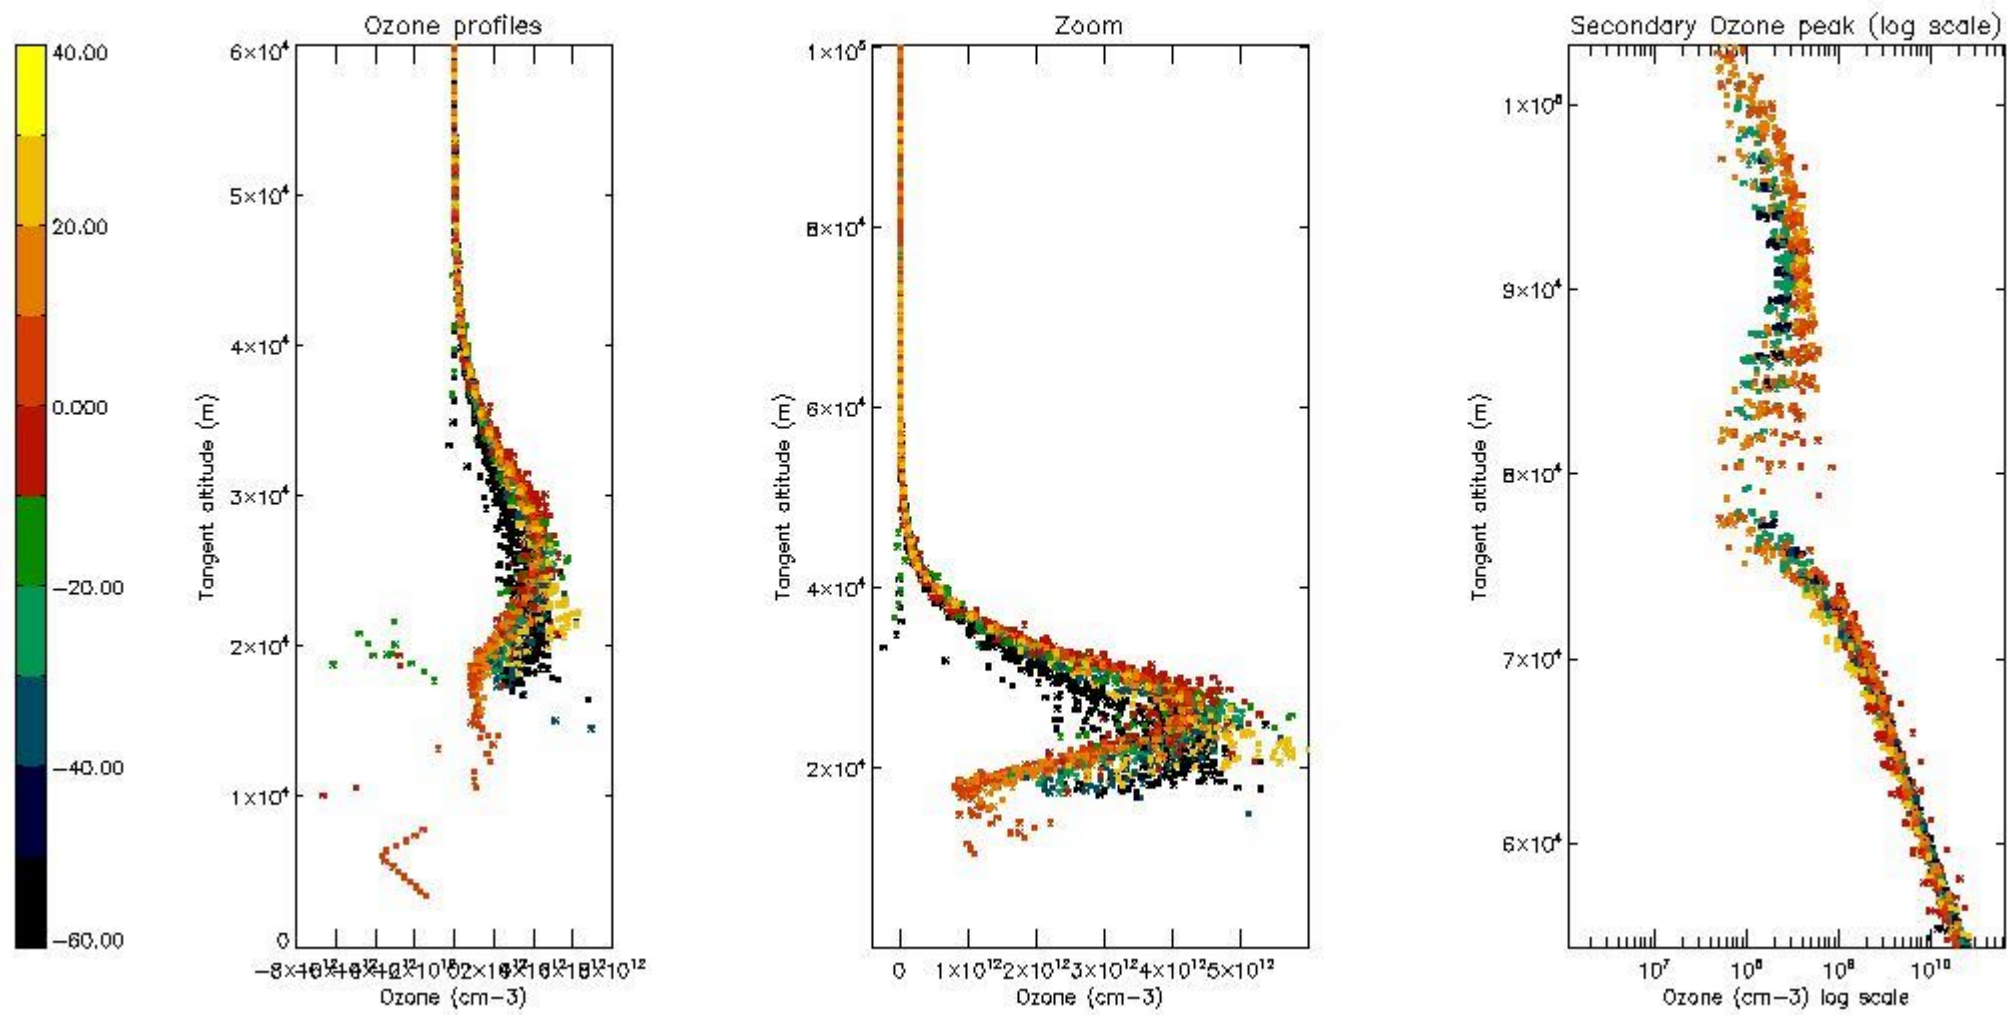 Ozone profiles
Zoom
Secondary Ozone peak (log scale)
40.00
20.00
0.000
−20.00
−40.00
−60.00
6×10⁴
5×10⁴
4×10⁴
3×10⁴
2×10⁴
1×10⁴
0
Tangent altitude (m)
Ozone (cm−3)
1×10⁵
8×10⁴
6×10⁴
4×10⁴
2×10⁴
Tangent altitude (m)
0 1×10¹² 2×10¹² 3×10¹² 4×10¹² 5×10¹²
Ozone (cm−3)
9×10⁴
8×10⁴
7×10⁴
6×10⁴
Tangent altitude (m)
10⁷ 10⁸ 10⁹ 10¹⁰
Ozone (cm−3) log scale